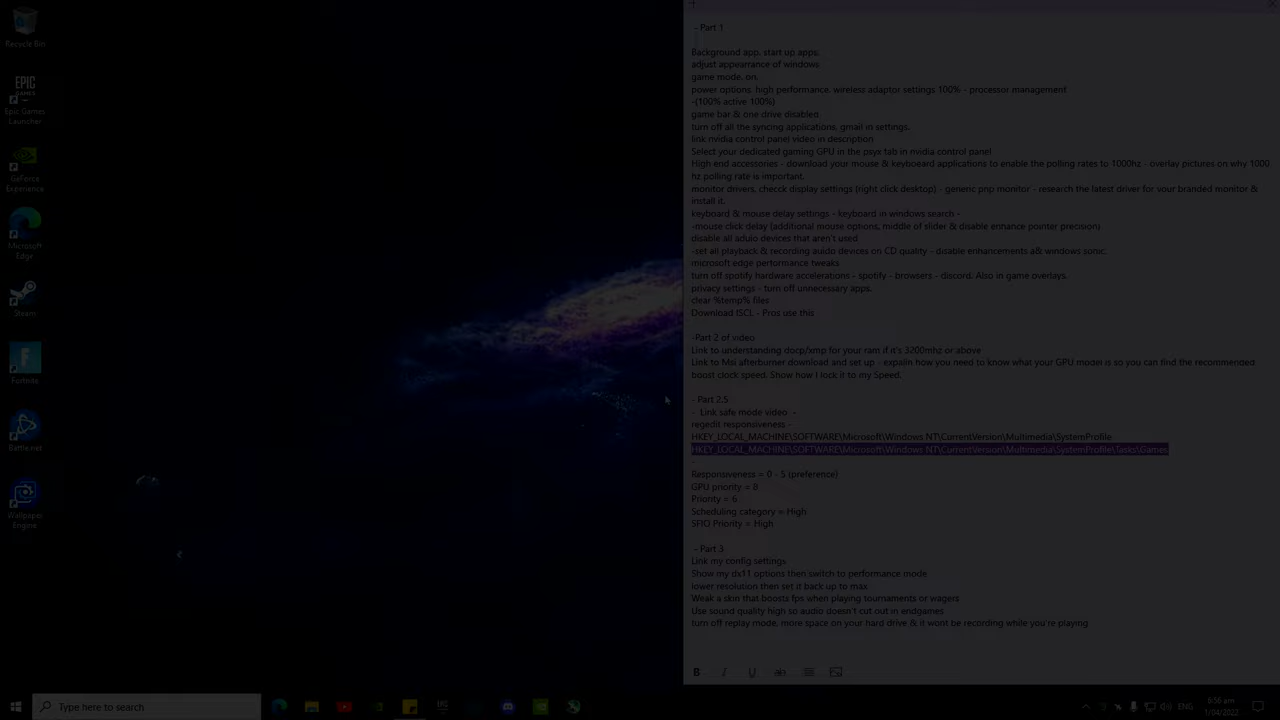 Recycle Bin
EPIC
GAMES
Epic Games
Launcher
GeForce
Experience
Microsoft
Edge
Steam
Fortnite
Battle.net
Wallpaper
Engine
- Part 1
Background app, start up apps,
adjust appearrance of windows
game mode, on,
power options, high performance, wireless adaptor settings 100% - processor management
-(100% active 100%)
game bar & one drive disabled
turn off all the syncing applications, gmail in settings,
link nvidia control panel video in description
Select your dedicated gaming GPU in the psyx tab in nvidia control panel
High end accessories - download your mouse & keyboeard applications to enable the polling rates to 1000hz - overlay pictures on why 1000
hz polling rate is important.
monitor drivers, checck display settings (right click desktop) - generic pnp monitor - research the latest driver for your branded monitor &
install it.
keyboard & mouse delay settings - keyboard in windows search -
-mouse click delay (additional mouse options, middle of slider & disable enhance pointer precision)
disable all aduio devices that aren't used
-set all playback & recording auido devices on CD quality - disable enhancements a& windows sonic,
microsoft edge performance tweaks
turn off spotify hardware accelerations - spotify - browsers - discord. Also in game overlays,
privacy settings - turn off unnecessary apps,
clear %temp% files
Download ISCL - Pros use this
-Part 2 of video
Link to understanding docp/xmp for your ram if it's 3200mhz or above
Link to Msi afterburner download and set up - expalin how you need to know what your GPU model is so you can find the recommended
boost clock speed. Show how I lock it to my Speed,
- Part 2.5
- Link safe mode video -
regedit responsiveness -
HKEY_LOCAL_MACHINE\SOFTWARE\Microsoft\Windows NT\CurrentVersion\Multimedia\SystemProfile
HKEY_LOCAL_MACHINE\SOFTWARE\Microsoft\Windows NT\CurrentVersion\Multimedia\SystemProfile\Tasks\Games
-
Responsiveness = 0 - 5 (preference)
GPU priority = 8
Priority = 6
Scheduling category = High
SFIO Priority = High
- Part 3
Link my config settings
Show my dx11 options then switch to performance mode
lower resolution then set it back up to max
Weak a skin that boosts fps when playing tournaments or wagers
Use sound quality high so audio doesn't cut out in endgames
turn off replay mode, more space on your hard drive & it wont be recording while you're playing
B I U ab
Type here to search
EPIC
ENG
6:56 am
1/04/2022